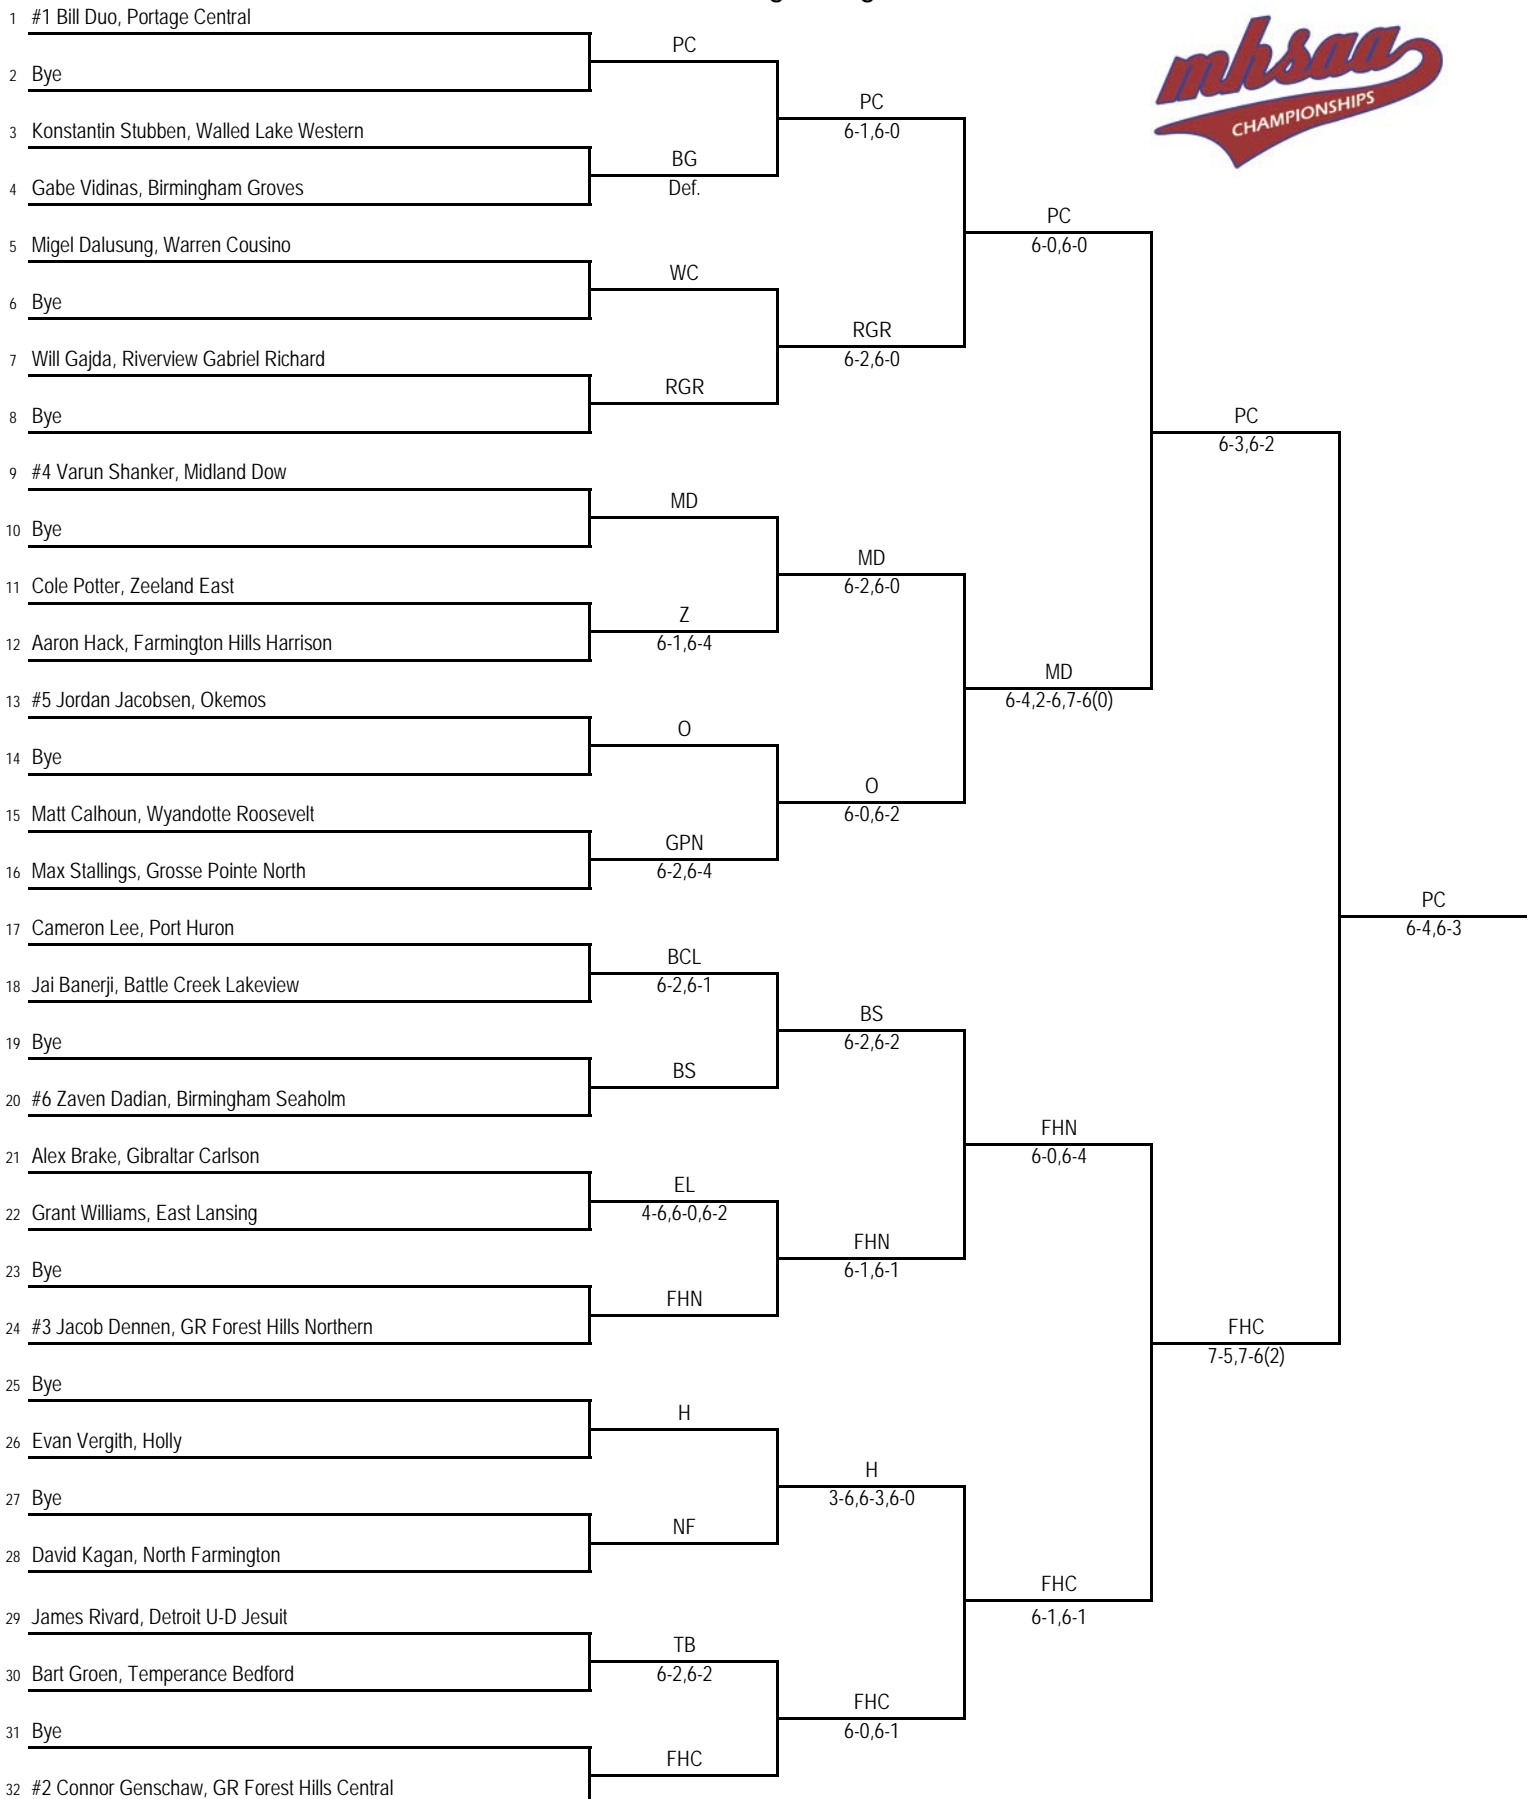 1 #1 Bill Duo, Portage Central
PC
2 Bye
PC
6-1,6-0
3 Konstantin Stubben, Walled Lake Western
BG
Def.
4 Gabe Vidinas, Birmingham Groves
PC
6-0,6-0
5 Migel Dalusung, Warren Cousino
WC
6 Bye
RGR
6-2,6-0
7 Will Gajda, Riverview Gabriel Richard
RGR
8 Bye
PC
6-3,6-2
9 #4 Varun Shanker, Midland Dow
MD
10 Bye
MD
6-2,6-0
11 Cole Potter, Zeeland East
Z
6-1,6-4
12 Aaron Hack, Farmington Hills Harrison
MD
6-4,2-6,7-6(0)
13 #5 Jordan Jacobsen, Okemos
O
14 Bye
O
6-0,6-2
15 Matt Calhoun, Wyandotte Roosevelt
GPN
6-2,6-4
16 Max Stallings, Grosse Pointe North
PC
6-4,6-3
17 Cameron Lee, Port Huron
BCL
6-2,6-1
18 Jai Banerji, Battle Creek Lakeview
BS
6-2,6-2
19 Bye
BS
20 #6 Zaven Dadian, Birmingham Seaholm
FHN
6-0,6-4
21 Alex Brake, Gibraltar Carlson
EL
4-6,6-0,6-2
22 Grant Williams, East Lansing
FHN
6-1,6-1
23 Bye
FHN
24 #3 Jacob Dennen, GR Forest Hills Northern
FHC
7-5,7-6(2)
25 Bye
H
26 Evan Vergith, Holly
H
3-6,6-3,6-0
27 Bye
NF
28 David Kagan, North Farmington
FHC
6-1,6-1
29 James Rivard, Detroit U-D Jesuit
TB
6-2,6-2
30 Bart Groen, Temperance Bedford
FHC
6-0,6-1
31 Bye
FHC
32 #2 Connor Genschaw, GR Forest Hills Central
mhsaa
CHAMPIONSHIPS